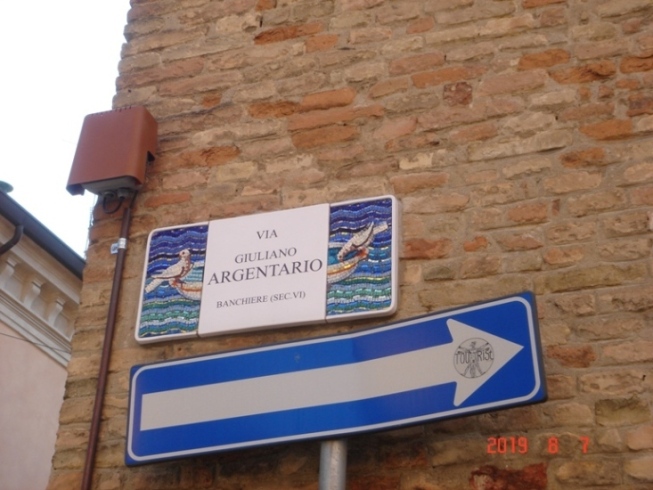 VIA
GIULIANO
ARGENTARIO
BANCHIERE (SEC.VI)
2019 8 7